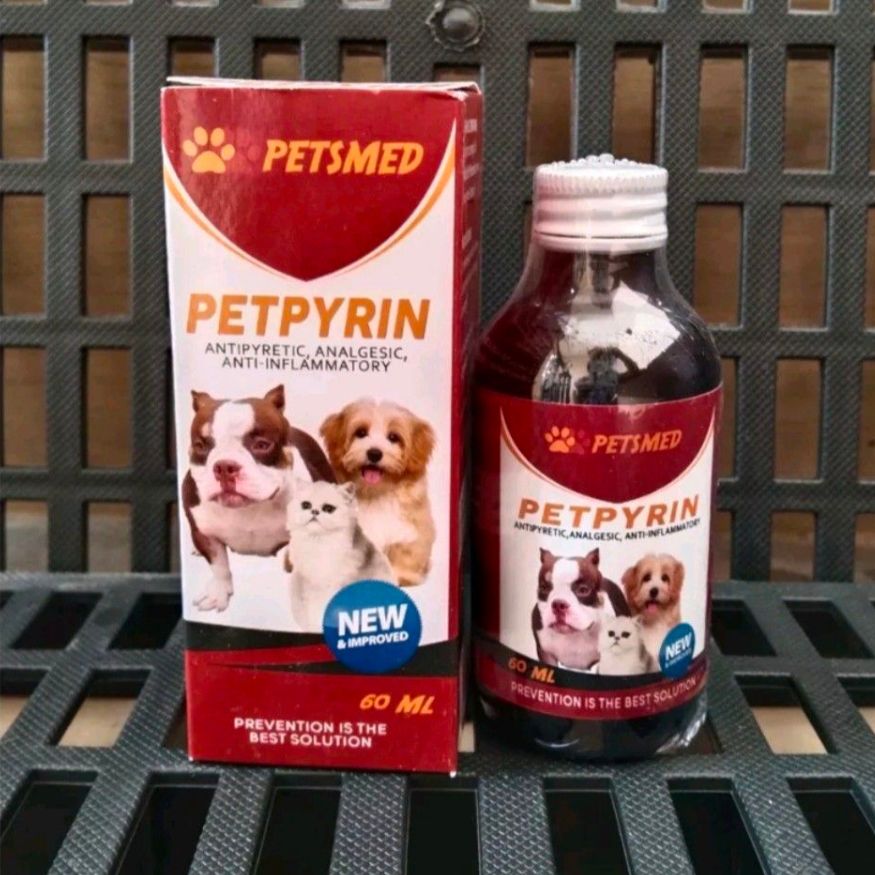 PETSMED
PETPYRIN
ANTIPYRETIC, ANALGESIC,
ANTI-INFLAMMATORY
NEW
& IMPROVED
60 ML
PREVENTION IS THE
BEST SOLUTION
PETSMED
PETPYRIN
ANTIPYRETIC,ANALGESIC, ANTI-INFLAMMATORY
NEW
& IMPROVED
60 ML
PREVENTION IS THE BEST SOLUTION